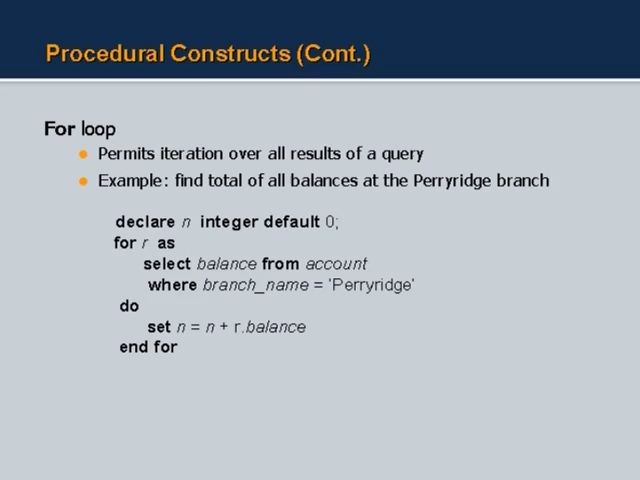 Procedural Constructs (Cont.)
For loop
Permits iteration over all results of a query
Example: find total of all balances at the Perryridge branch
declare n integer default 0;
for r as
select balance from account
where branch_name = 'Perryridge'
do
set n = n + r.balance
end for